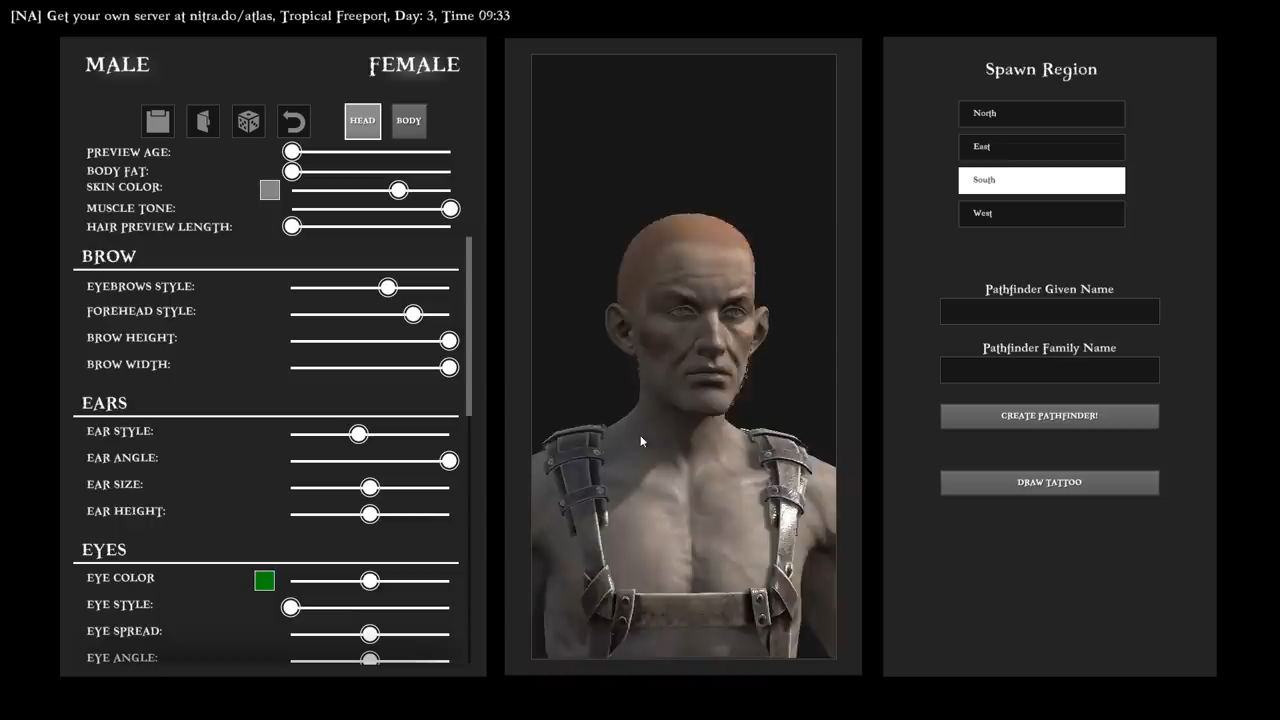 [NA] Get your own server at nitra.do/atlas, Tropical Freeport, Day: 3, Time 09:33
MALE
FEMALE
HEAD
BODY
PREVIEW AGE:
BODY FAT:
SKIN COLOR:
MUSCLE TONE:
HAIR PREVIEW LENGTH:
BROW
EYEBROWS STYLE:
FOREHEAD STYLE:
BROW HEIGHT:
BROW WIDTH:
EARS
EAR STYLE:
EAR ANGLE:
EAR SIZE:
EAR HEIGHT:
EYES
EYE COLOR
EYE STYLE:
EYE SPREAD:
EYE ANGLE:
Spawn Region
North
East
South
West
Pathfinder Given Name
Pathfinder Family Name
CREATE PATHFINDER!
DRAW TATTOO